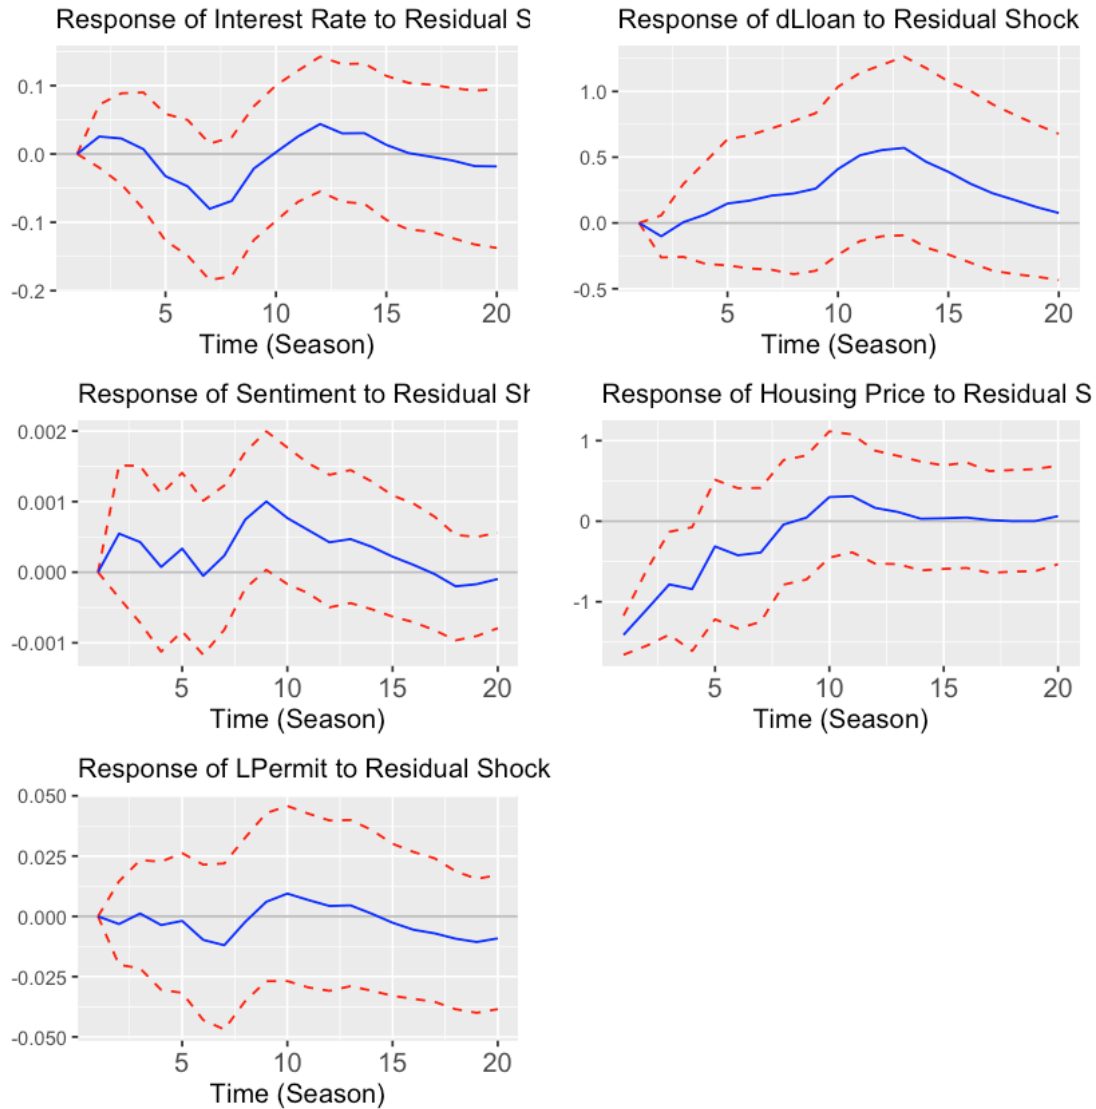 Response of Interest Rate to Residual S
0.1
0.0
-0.1
-0.2
5 10 15 20
Time (Season)
Response of dLloan to Residual Shock
1.0
0.5
0.0
-0.5
5 10 15 20
Time (Season)
Response of Sentiment to Residual Sh
0.002
0.001
0.000
-0.001
5 10 15 20
Time (Season)
Response of Housing Price to Residual S
1
0
-1
5 10 15 20
Time (Season)
Response of LPermit to Residual Shock
0.050
0.025
0.000
-0.025
-0.050
5 10 15 20
Time (Season)